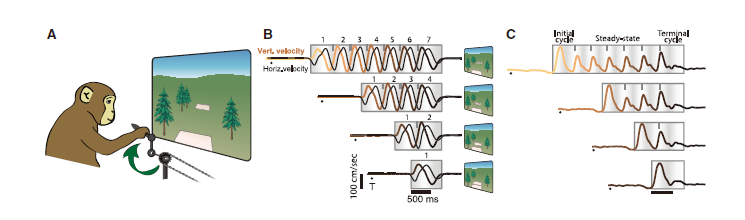 A
B
C
1 2 3 4 5 6 7
Vert. velocity
Horiz. velocity
1 2 3 4
1 2
1
T
100 cm/sec
500 ms
Initial
cycle
Steady-state
Terminal
cycle